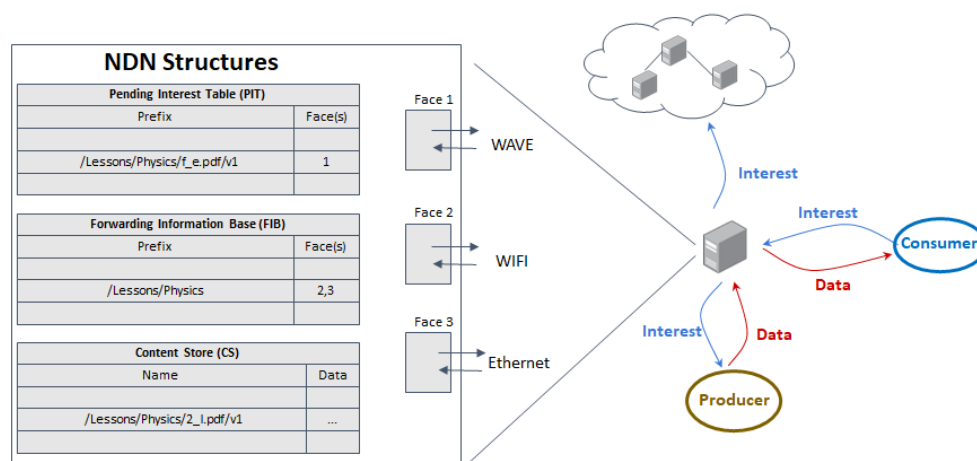 NDN Structures
Pending Interest Table (PIT)
Prefix Face(s)
/Lessons/Physics/f_e.pdf/v1 1
Forwarding Information Base (FIB)
Prefix Face(s)
/Lessons/Physics 2,3
Content Store (CS)
Name Data
/Lessons/Physics/2_l.pdf/v1 ...
Face 1
WAVE
Face 2
WIFI
Face 3
Ethernet
Interest
Interest
Consumer
Data
Interest
Data
Producer